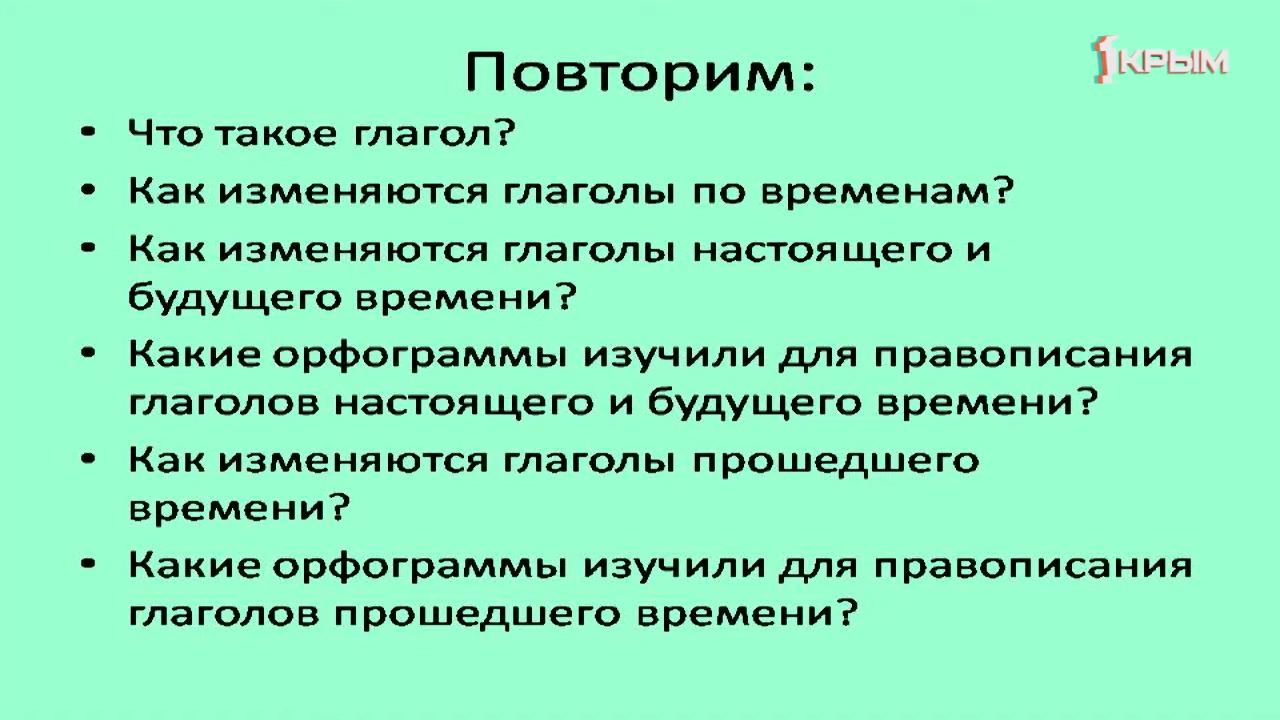 Повторим:
1КРЫМ
• Что такое глагол?
• Как изменяются глаголы по временам?
• Как изменяются глаголы настоящего и
будущего времени?
• Какие орфограммы изучили для правописания
глаголов настоящего и будущего времени?
• Как изменяются глаголы прошедшего
времени?
• Какие орфограммы изучили для правописания
глаголов прошедшего времени?